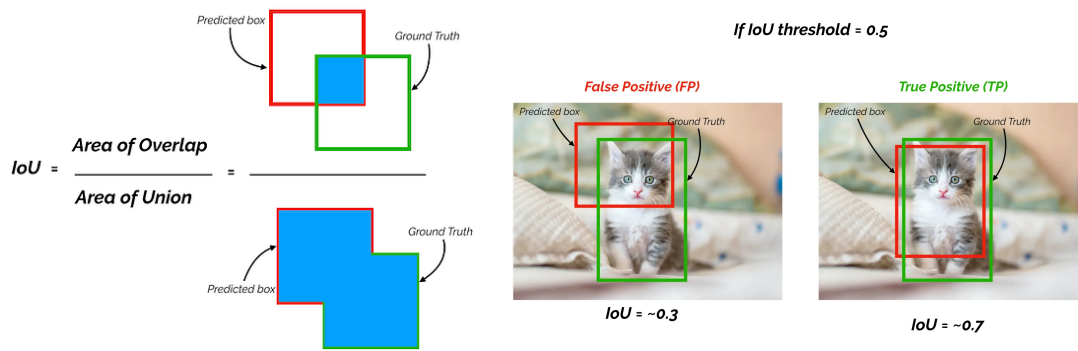 Predicted box
Ground Truth
IoU = Area of Overlap
Area of Union
=
Predicted box
Ground Truth
If IoU threshold = 0.5
False Positive (FP)
Predicted box
Ground Truth
IoU = ~0.3
True Positive (TP)
Predicted box
Ground Truth
IoU = ~0.7